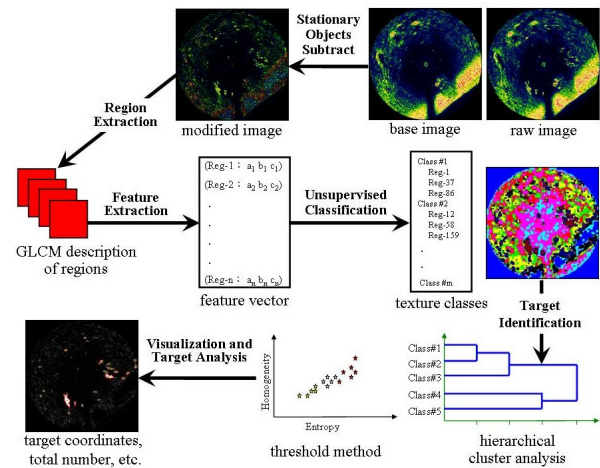 Stationary
Objects
Subtract
modified image
base image
raw image
Region
Extraction
GLCM description
of regions
Feature
Extraction
(Reg-1 : a1 b1 c1)
(Reg-2 : a2 b2 c2)
.
.
.
.
(Reg-n : an bn cn)
feature vector
Unsupervised
Classification
Class #1
Reg-1
Reg-37
Reg-86
Class #2
Reg-12
Reg-58
Reg-159
.
.
Class #m
texture classes
Target
Identification
Class#1
Class#2
Class#3
Class#4
Class#5
hierarchical
cluster analysis
Homogeneity
Entropy
threshold method
Visualization and
Target Analysis
target coordinates,
total number, etc.